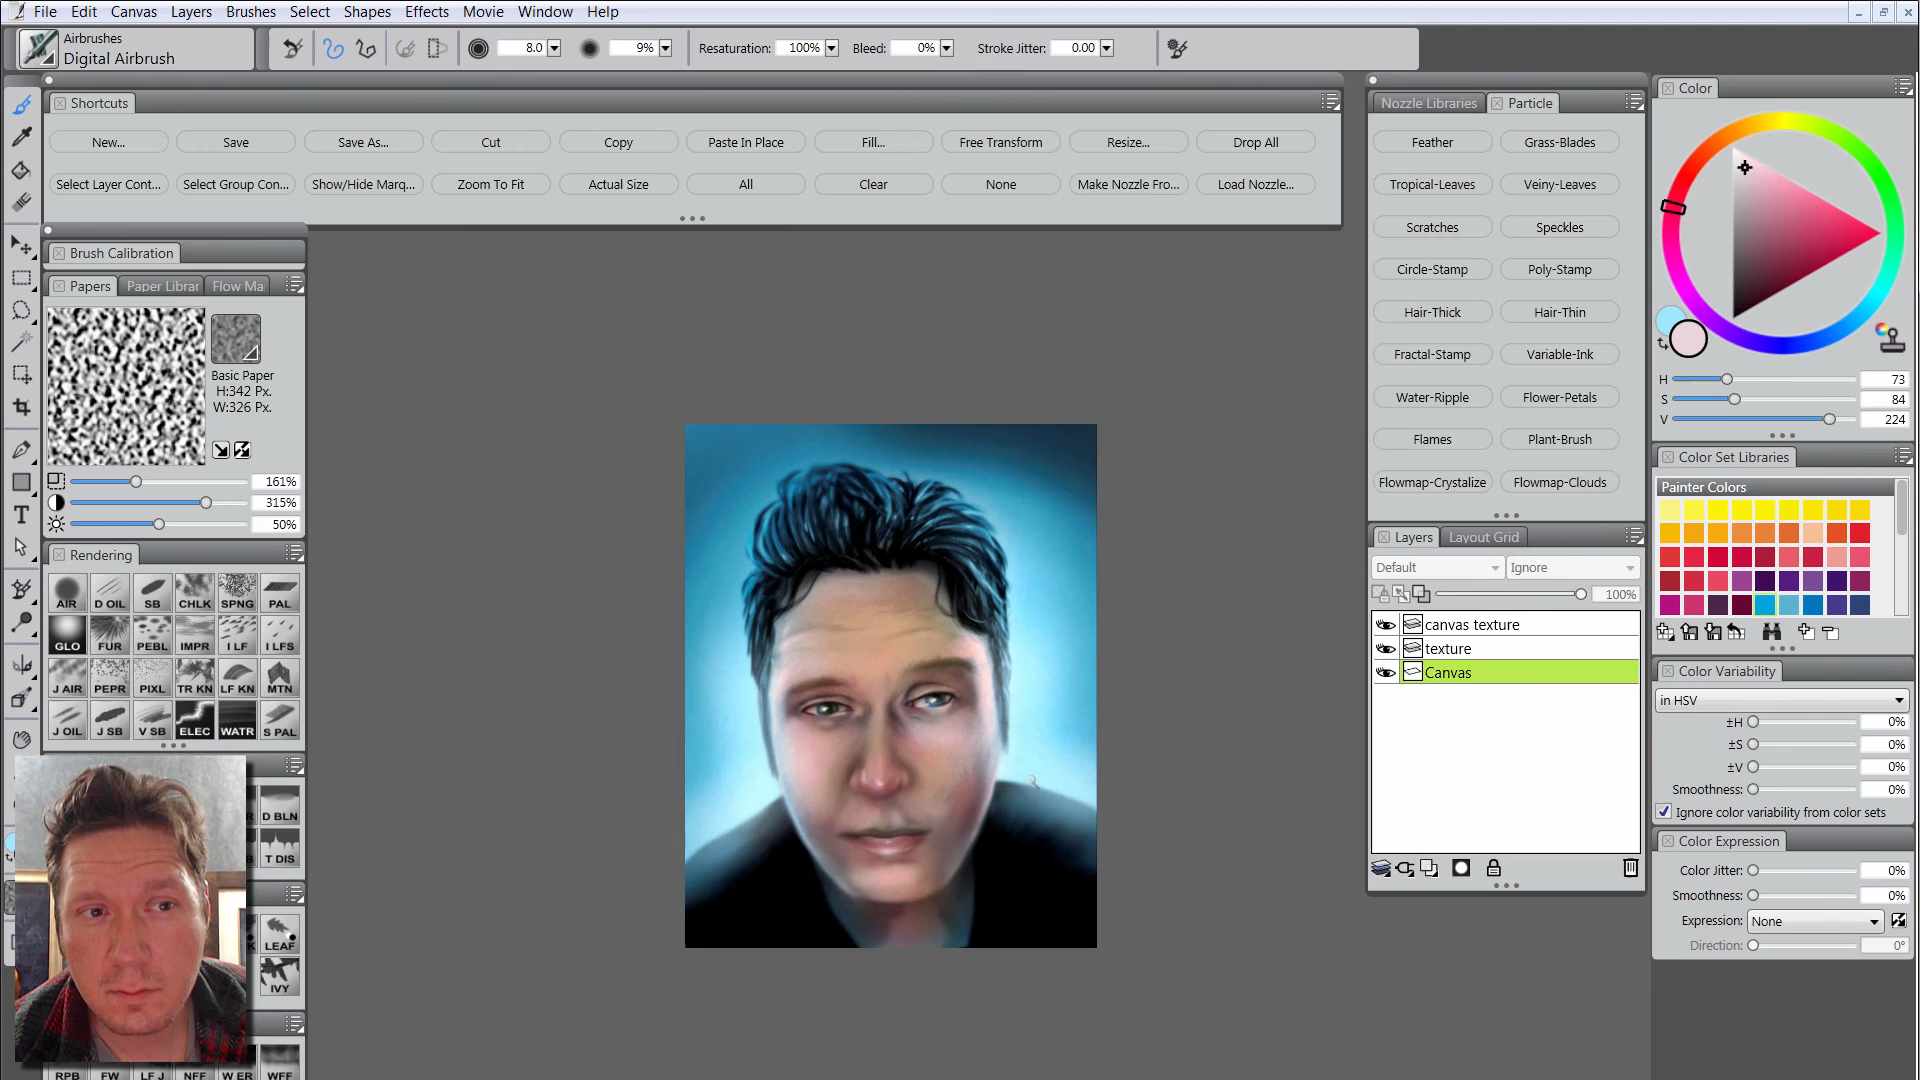 File Edit Canvas Layers Brushes Select Shapes Effects Movie Window Help
Airbrushes
Digital Airbrush
8.0 9% Resaturation: 100% Bleed: 0% Stroke Jitter: 0.00
Shortcuts
New... Save Save As... Cut Copy Paste In Place Fill... Free Transform Resize... Drop All
Select Layer Cont... Select Group Con... Show/Hide Marq... Zoom To Fit Actual Size All Clear None Make Nozzle Fro... Load Nozzle...
Brush Calibration
Papers Paper Librar Flow Ma
Basic Paper
H:342 Px.
W:326 Px.
161%
315%
50%
Rendering
AIR D OIL SB CHLK SPNG PAL
GLO FUR PEBL IMPR I LF I LFS
J AIR PEPR PIXL TR KN LF KN MTN
J OIL J SB V SB ELEC WATR S PAL
D BLN
T DIS
LEAF
IVY
RPB FW LF J NFF W ER WFF
Nozzle Libraries Particle
Feather Grass-Blades
Tropical-Leaves Veiny-Leaves
Scratches Speckles
Circle-Stamp Poly-Stamp
Hair-Thick Hair-Thin
Fractal-Stamp Variable-Ink
Water-Ripple Flower-Petals
Flames Plant-Brush
Flowmap-Crystalize Flowmap-Clouds
Layers Layout Grid
Default Ignore
100%
canvas texture
texture
Canvas
Color
H 73
S 84
V 224
Color Set Libraries
Painter Colors
Color Variability
in HSV
±H 0%
±S 0%
±V 0%
Smoothness: 0%
Ignore color variability from color sets
Color Expression
Color Jitter: 0%
Smoothness: 0%
Expression: None
Direction: 0°